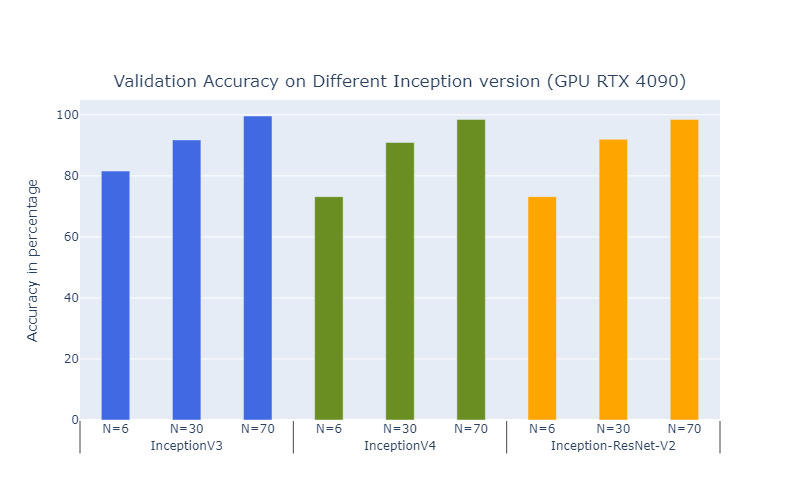 Validation Accuracy on Different Inception version (GPU RTX 4090)
Accuracy in percentage
100
80
60
40
20
0
N=6 N=30 N=70 N=6 N=30 N=70 N=6 N=30 N=70
InceptionV3 InceptionV4 Inception-ResNet-V2